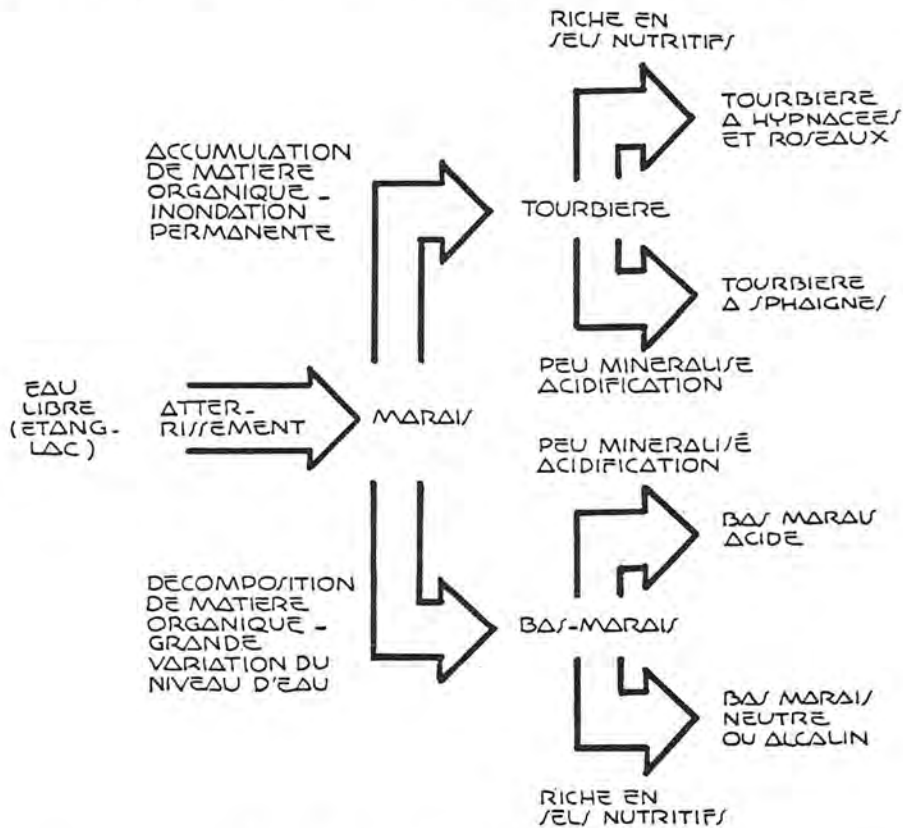 RICHE EN
SELS NUTRITIFS
TOURBIERE
A HYPNACEES
ET ROSEAUX
ACCUMULATION
DE MATIERE
ORGANIQUE -
INONDATION
PERMANENTE
TOURBIERE
TOURBIERE
A SPHAIGNES
PEU MINERALISE
ACIDIFICATION
EAU
LIBRE
(ETANG-
LAC)
ATTER-
RISSEMENT
MARAIS
PEU MINERALISÉ
ACIDIFICATION
BAS MARAIS
ACIDE
DECOMPOSITION
DE MATIERE
ORGANIQUE -
GRANDE
VARIATION DU
NIVEAU D'EAU
BAS-MARAIS
BAS MARAIS
NEUTRE
OU ALCALIN
RICHE EN
SELS NUTRITIFS